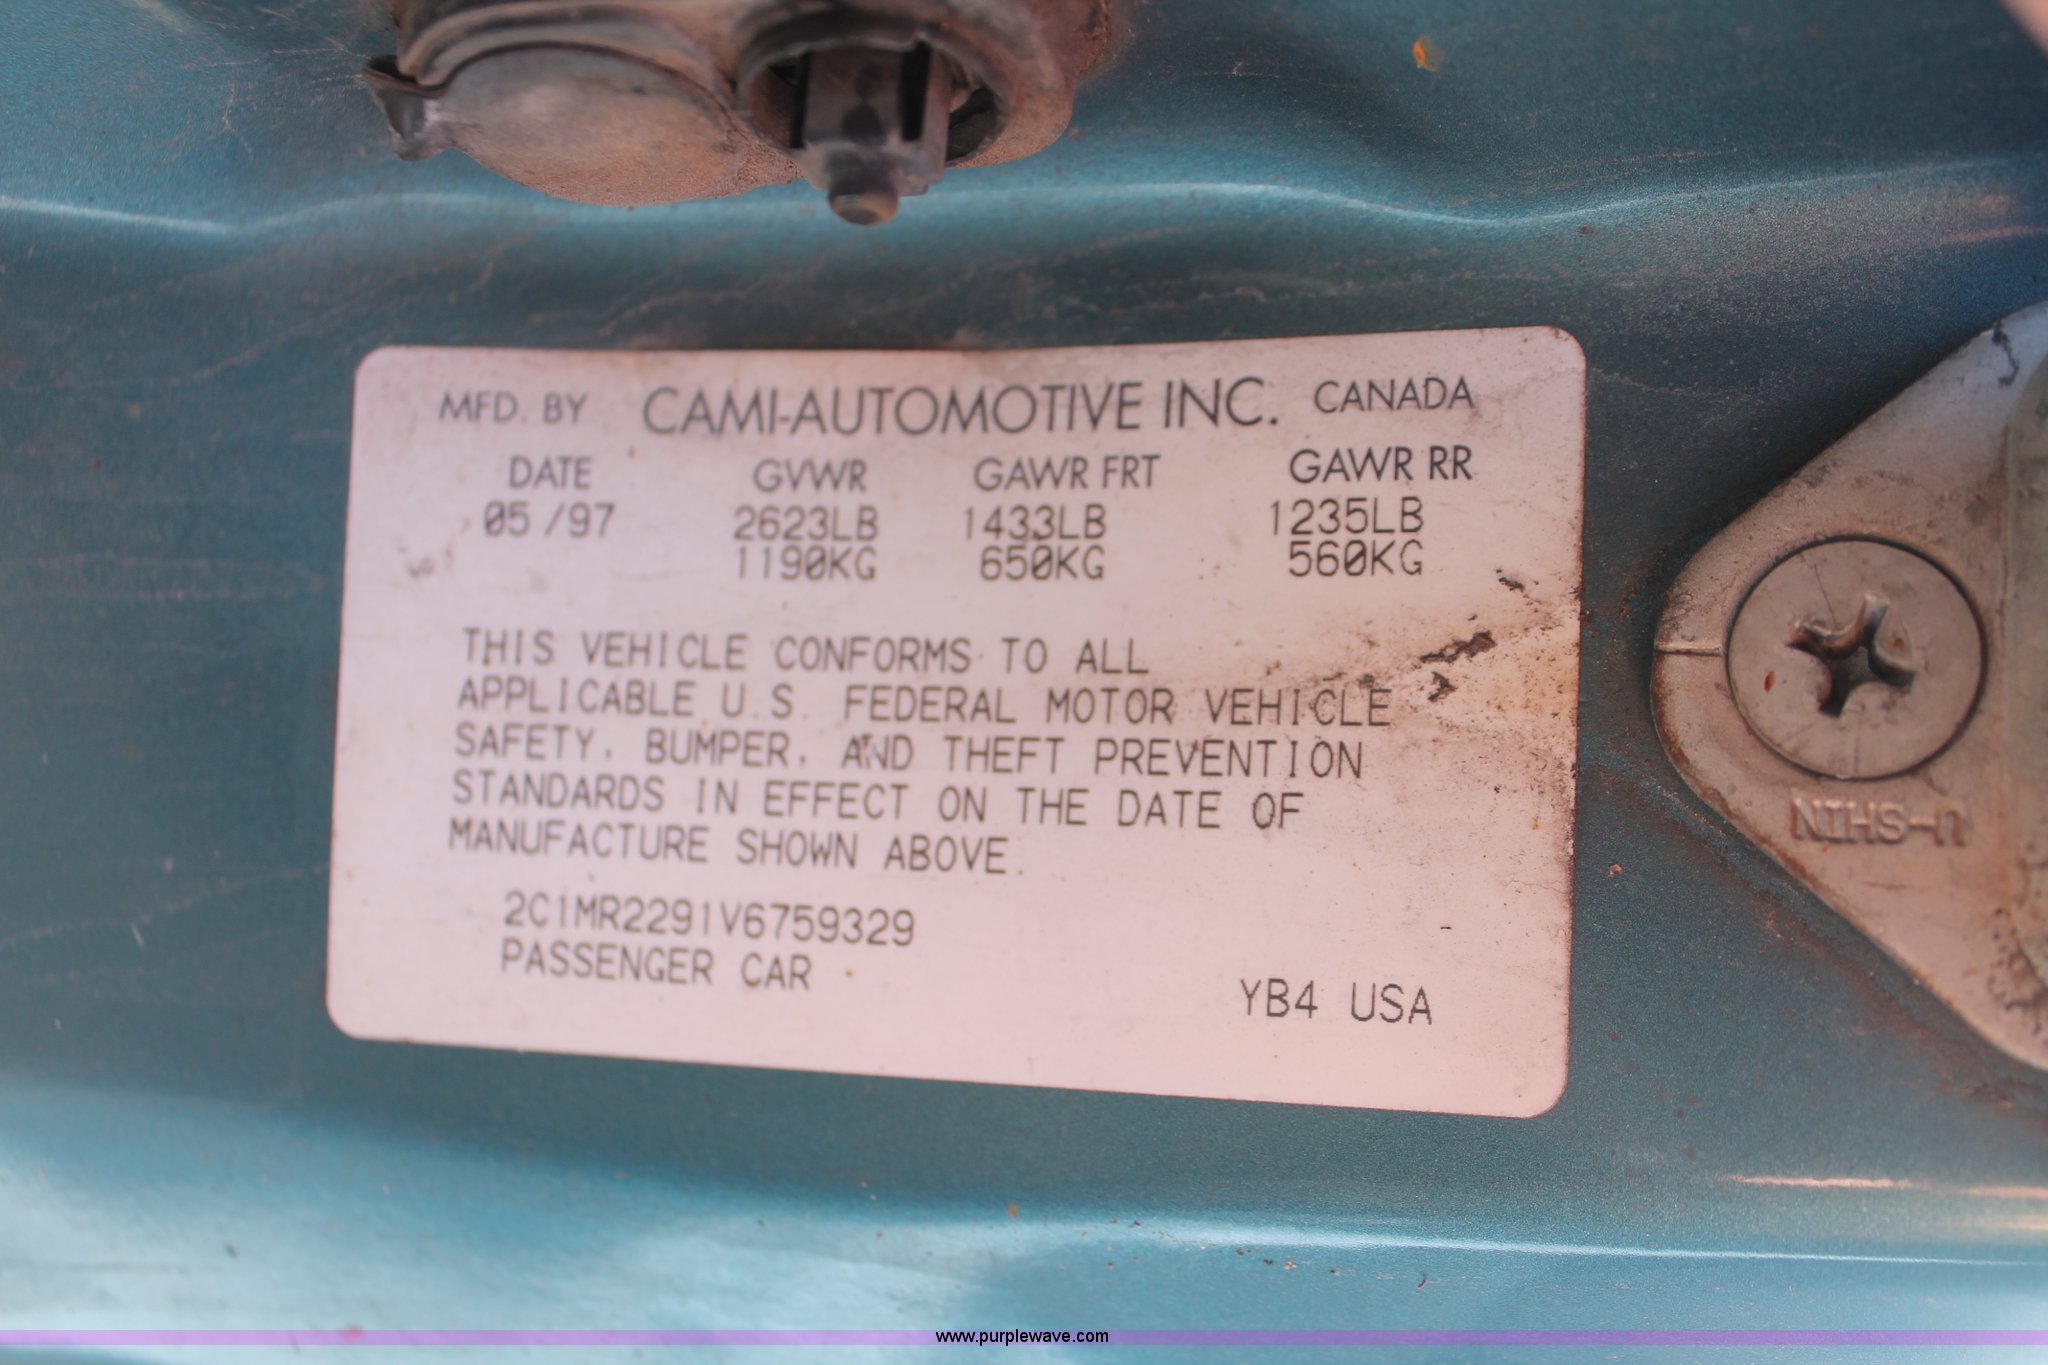 MFD. BY CAMI-AUTOMOTIVE INC. CANADA
DATE GVWR GAWR FRT GAWR RR
05/97 2623LB 1433LB 1235LB
1190KG 650KG 560KG
THIS VEHICLE CONFORMS TO ALL
APPLICABLE U.S. FEDERAL MOTOR VEHICLE
SAFETY, BUMPER, AND THEFT PREVENTION
STANDARDS IN EFFECT ON THE DATE OF
MANUFACTURE SHOWN ABOVE.
2C1MR2291V6759329
PASSENGER CAR
YB4 USA
U-SHIN
www.purplewave.com